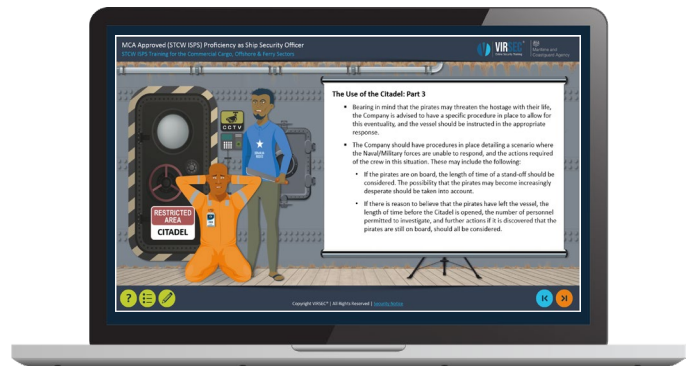 MCA Approved (STCW ISPS) Proficiency as Ship Security Officer
STCW ISPS Training for the Commercial Cargo, Offshore & Ferry Sectors
VIRSEC
Maritime and
Coastguard Agency
CCTV
RESTRICTED
AREA
CITADEL
The Use of the Citadel: Part 3
▪ Bearing in mind that the pirates may threaten the hostage with their life,
the Company is advised to have a specific procedure in place to allow for
this eventuality, and the vessel should be instructed in the appropriate
response.
▪ The Company should have procedures in place detailing a scenario where
the Naval/Military forces are unable to respond, and the actions required
of the crew in this situation. These may include the following:
• If the pirates are on board, the length of time of a stand-off should be
considered. The possibility that the pirates may become increasingly
desperate should be taken into account.
• If there is reason to believe that the pirates have left the vessel, the
length of time before the Citadel is opened, the number of personnel
permitted to investigate, and further actions if it is discovered that the
pirates are still on board, should all be considered.
?
Copyright VIRSEC® | All Rights Reserved | Security Notice